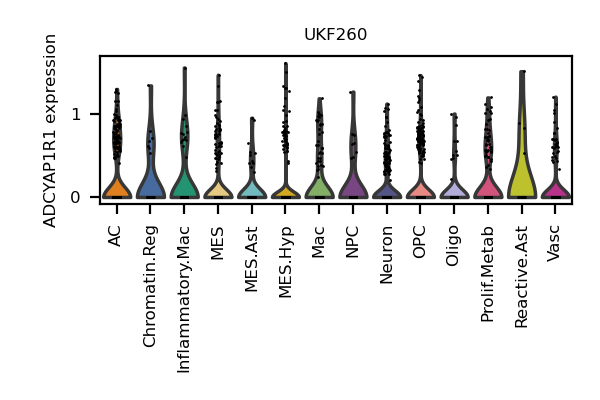 UKF260
ADCYAP1R1 expression
1
0
AC
Chromatin.Reg
Inflammatory.Mac
MES
MES.Ast
MES.Hyp
Mac
NPC
Neuron
OPC
Oligo
Prolif.Metab
Reactive.Ast
Vasc